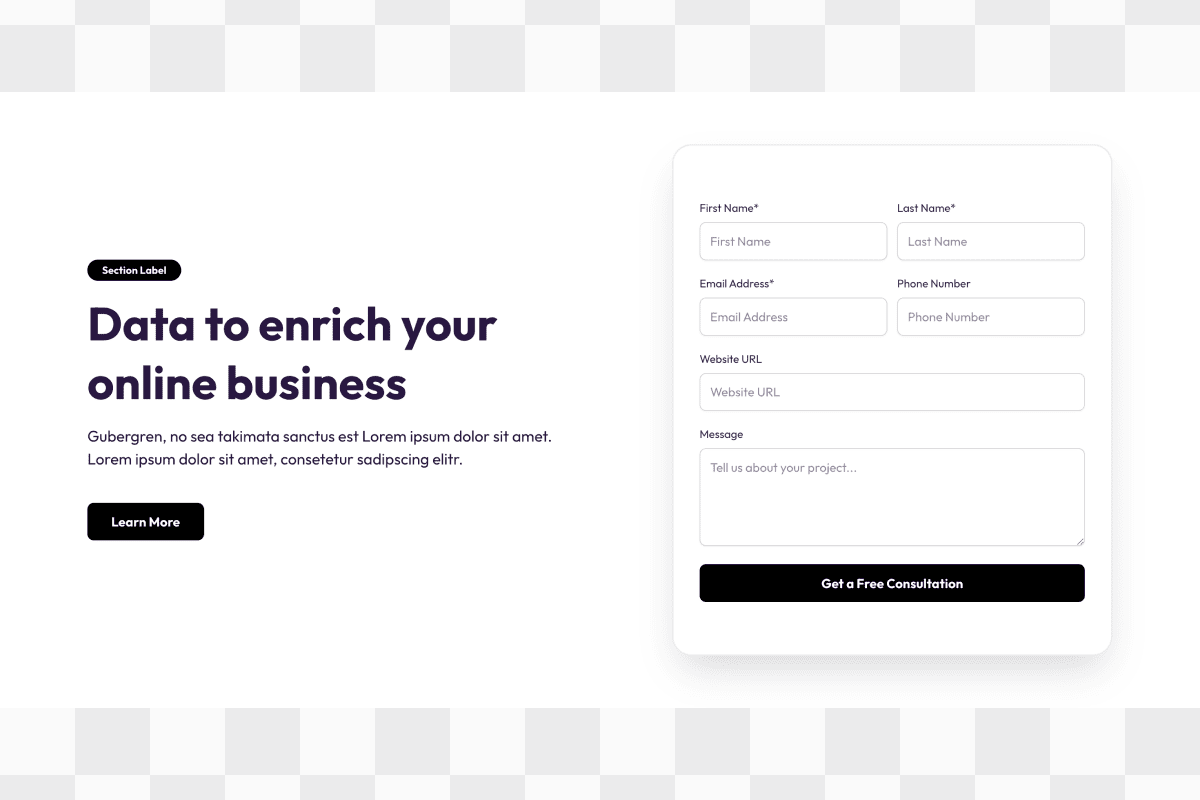 Section Label
Data to enrich your
online business
Gubergren, no sea takimata sanctus est Lorem ipsum dolor sit amet.
Lorem ipsum dolor sit amet, consetetur sadipscing elitr.
Learn More
First Name*
Last Name*
First Name
Last Name
Email Address*
Phone Number
Email Address
Phone Number
Website URL
Website URL
Message
Tell us about your project...
Get a Free Consultation